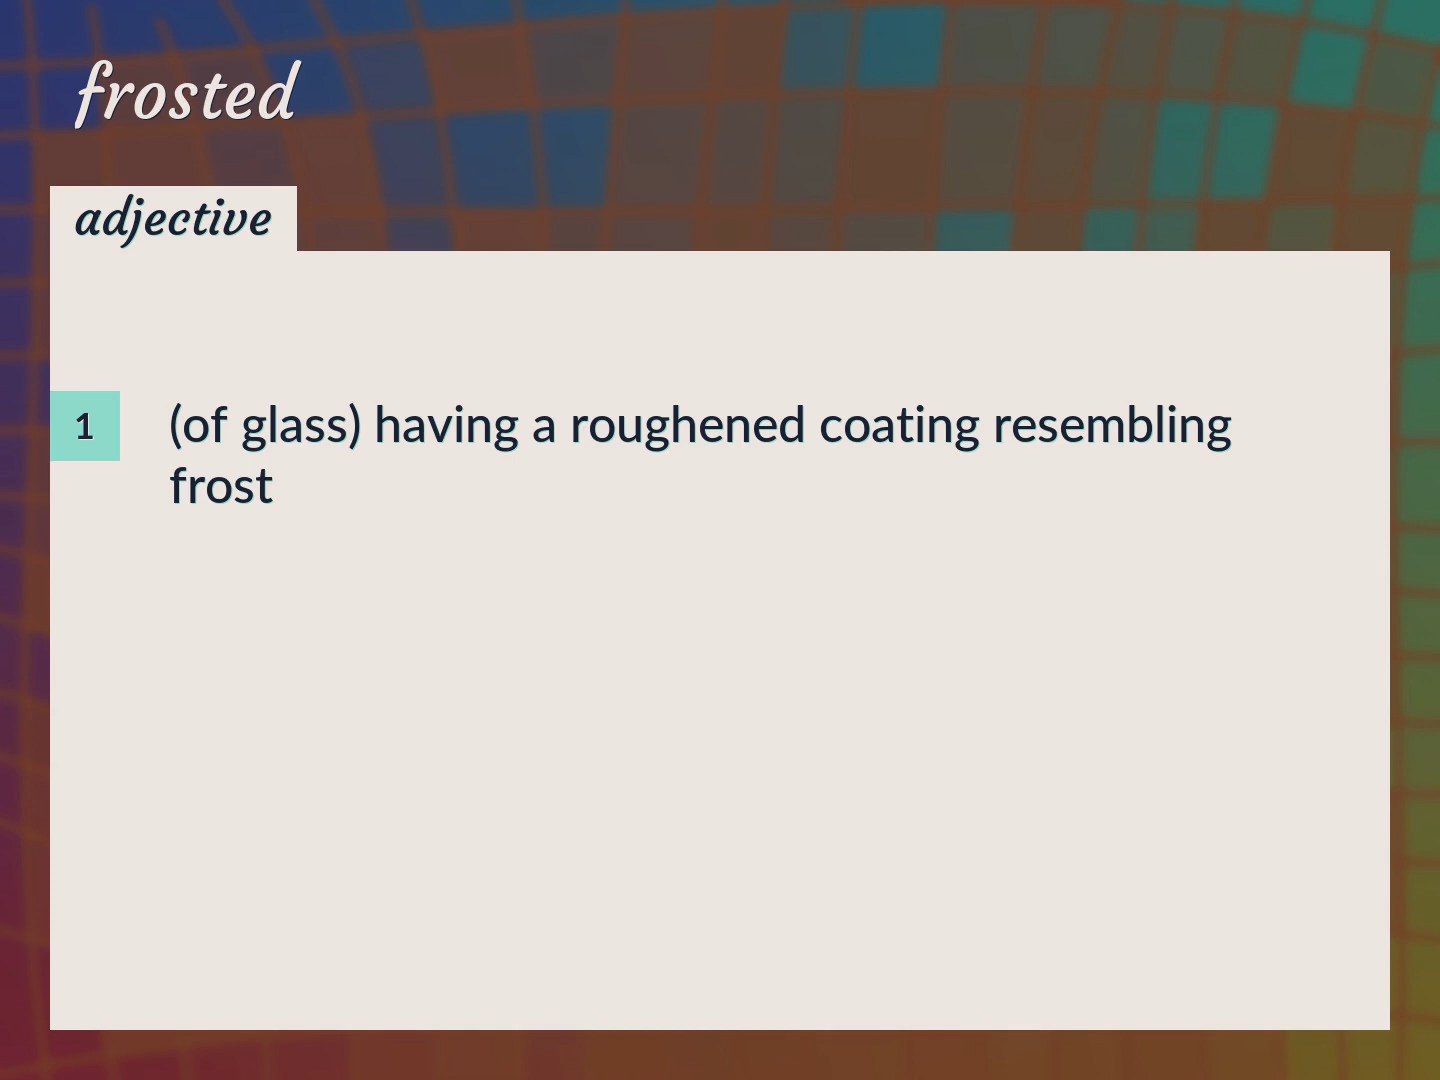 frosted
adjective
1 (of glass) having a roughened coating resembling
frost